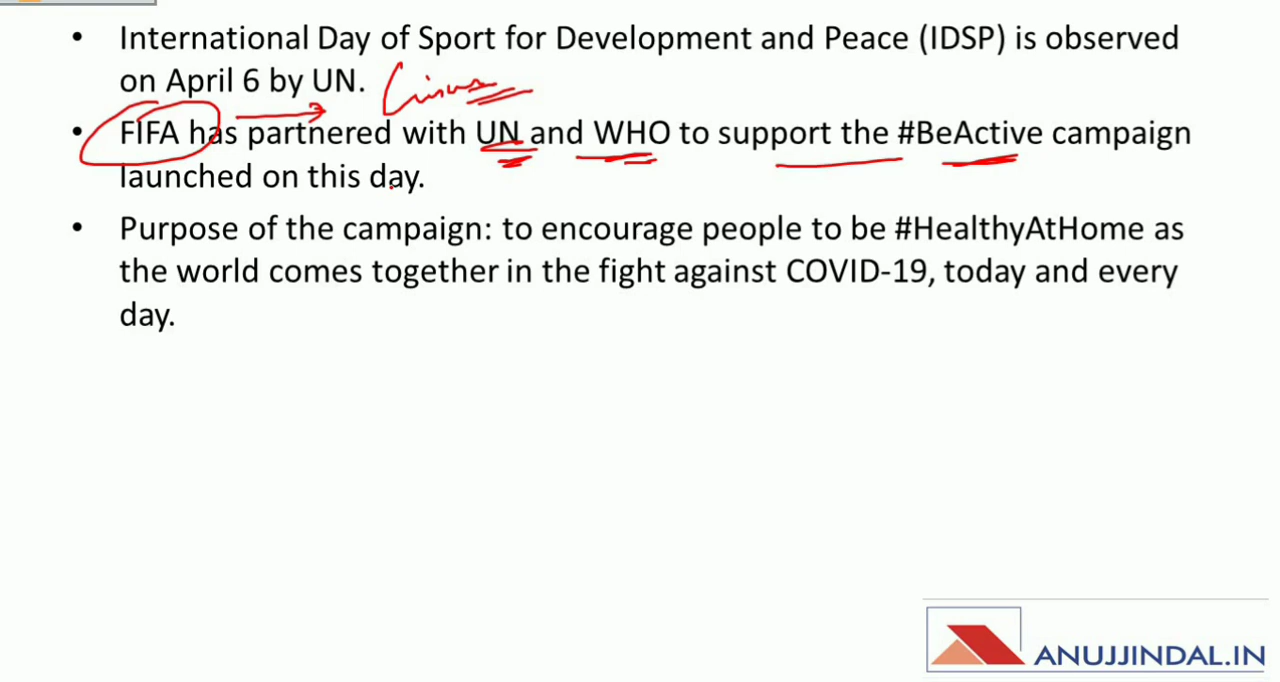 • International Day of Sport for Development and Peace (IDSP) is observed
on April 6 by UN.
• FIFA has partnered with UN and WHO to support the #BeActive campaign
launched on this day.
• Purpose of the campaign: to encourage people to be #HealthyAtHome as
the world comes together in the fight against COVID-19, today and every
day.
ANUJJINDAL.IN